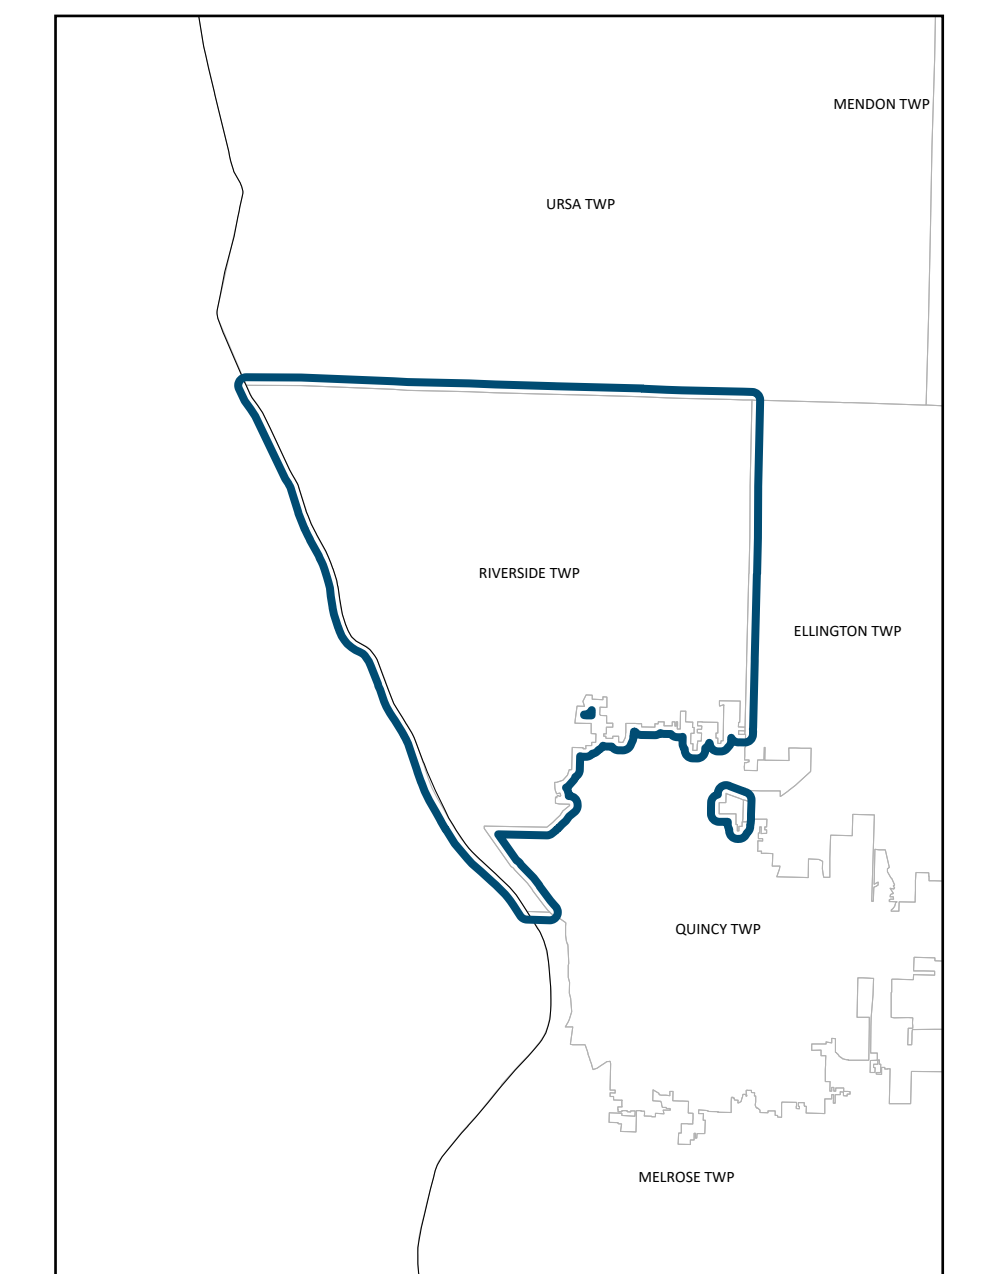 MENDON TWP
URSA TWP
RIVERSIDE TWP
ELLINGTON TWP
QUINCY TWP
MELROSE TWP